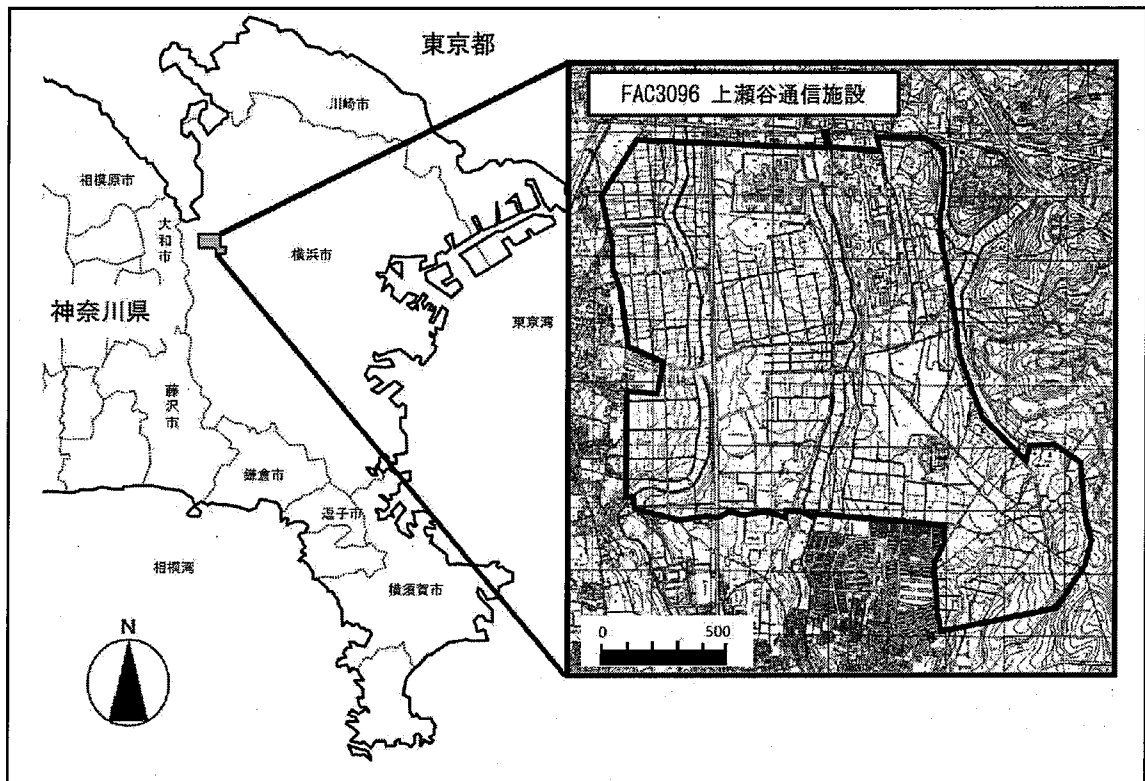 東京都
FAC3096 上瀬谷通信施設
川崎市
相模原市
大和市
横浜市
神奈川県
東京湾
藤沢市
鎌倉市
逗子市
相模湾
横須賀市
N
0 500